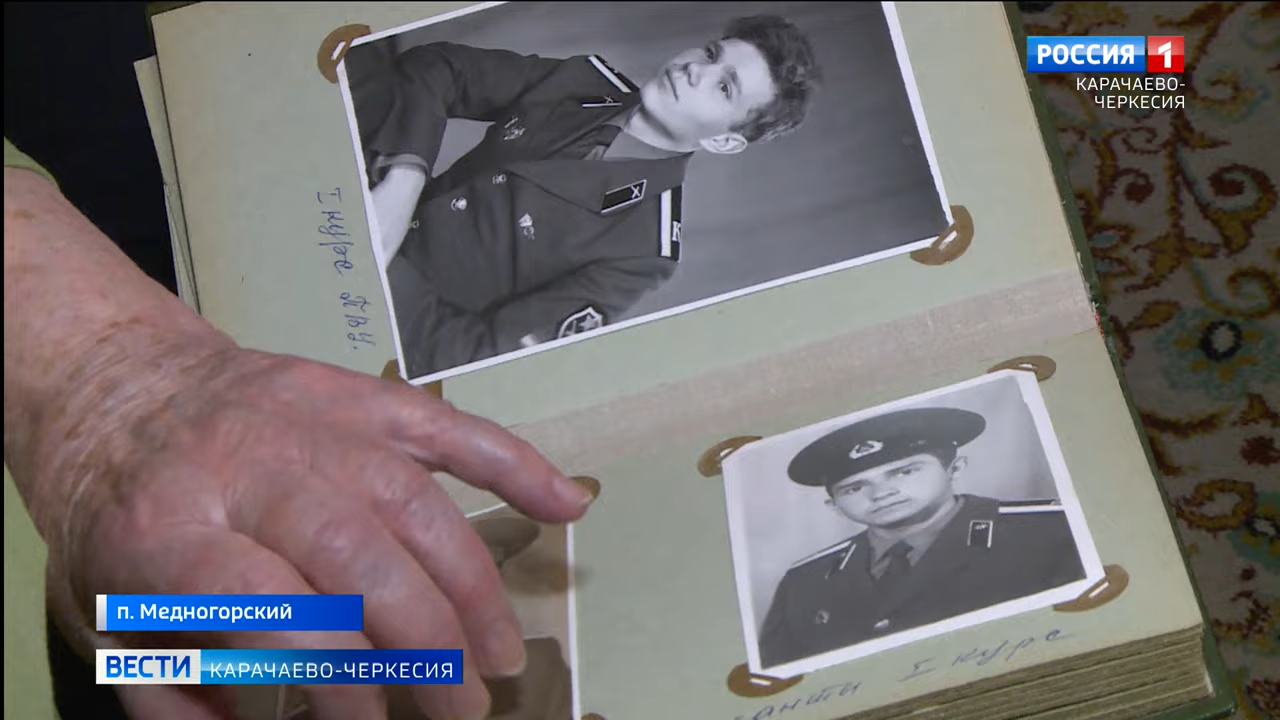 РОССИЯ 1
КАРАЧАЕВО-
ЧЕРКЕСИЯ
I курс
К
I курс
п. Медногорский
ВЕСТИ КАРАЧАЕВО-ЧЕРКЕСИЯ